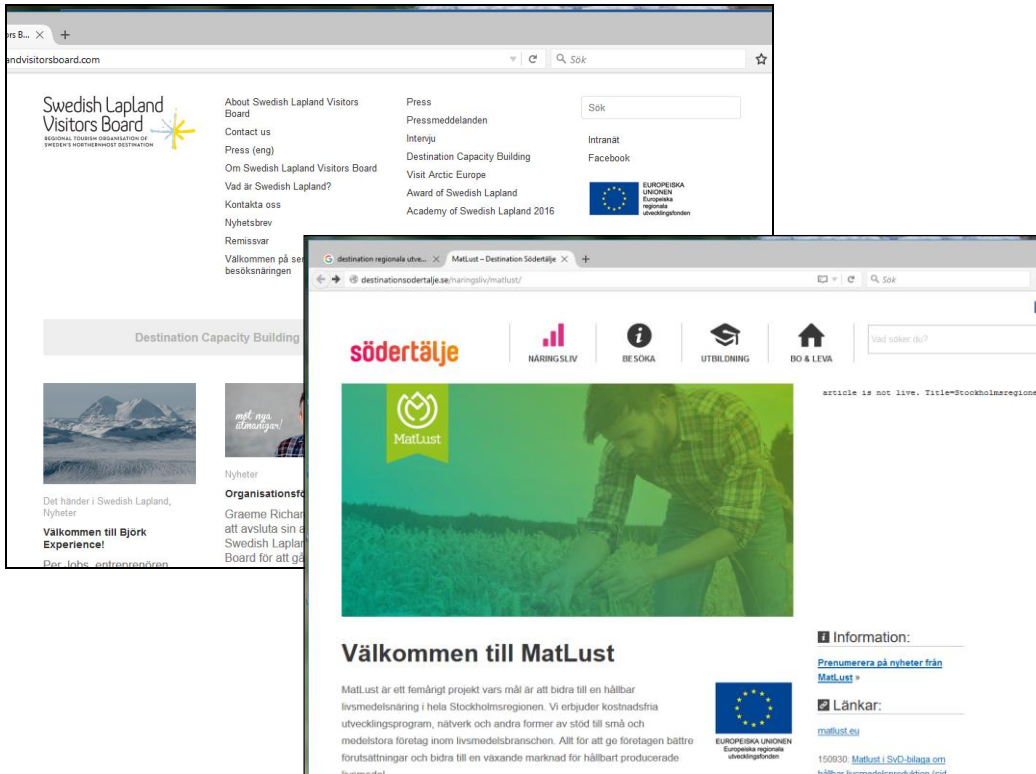 rs B...
andvisitorsboard.com
Sök
Swedish Lapland
Visitors Board
REGIONAL TOURISM ORGANISATION OF
SWEDEN'S NORTHERNMOST DESTINATION
About Swedish Lapland Visitors
Board
Contact us
Press (eng)
Om Swedish Lapland Visitors Board
Vad är Swedish Lapland?
Kontakta oss
Nyhetsbrev
Remissvar
Välkommen på sem
besöksnäringen
Press
Pressmeddelanden
Intervju
Destination Capacity Building
Visit Arctic Europe
Award of Swedish Lapland
Academy of Swedish Lapland 2016
Sök
Intranät
Facebook
EUROPEISKA
UNIONEN
Europeiska
regionala
utvecklingsfonden
Destination Capacity Building
Det händer i Swedish Lapland,
Nyheter
Välkommen till Björk
Experience!
Per Jobs, entreprenören
möt nya
utmaningar!
Nyheter
Organisationsfö
Graeme Richar
att avsluta sin a
Swedish Laplan
Board för att gå
destination regionala utve...
MatLust – Destination Södertälje
destinationsodertalje.se/naringsliv/matlust/
Sök
södertälje
NÄRINGSLIV
BESÖKA
UTBILDNING
BO & LEVA
Vad söker du?
MatLust
article is not live. Title=Stockholmsregione
Välkommen till MatLust
MatLust är ett femårigt projekt vars mål är att bidra till en hållbar
livsmedelsnäring i hela Stockholmsregionen. Vi erbjuder kostnadsfria
utvecklingsprogram, nätverk och andra former av stöd till små och
medelstora företag inom livsmedelsbranschen. Allt för att ge företagen bättre
förutsättningar och bidra till en växande marknad för hållbart producerade
livsmedel.
EUROPEISKA UNIONEN
Europeiska regionala
utvecklingsfonden
Information:
Prenumerera på nyheter från
MatLust »
Länkar:
matlust.eu
150930: Matlust i SvD-bilaga om
hållbar livsmedelsproduktion (sid